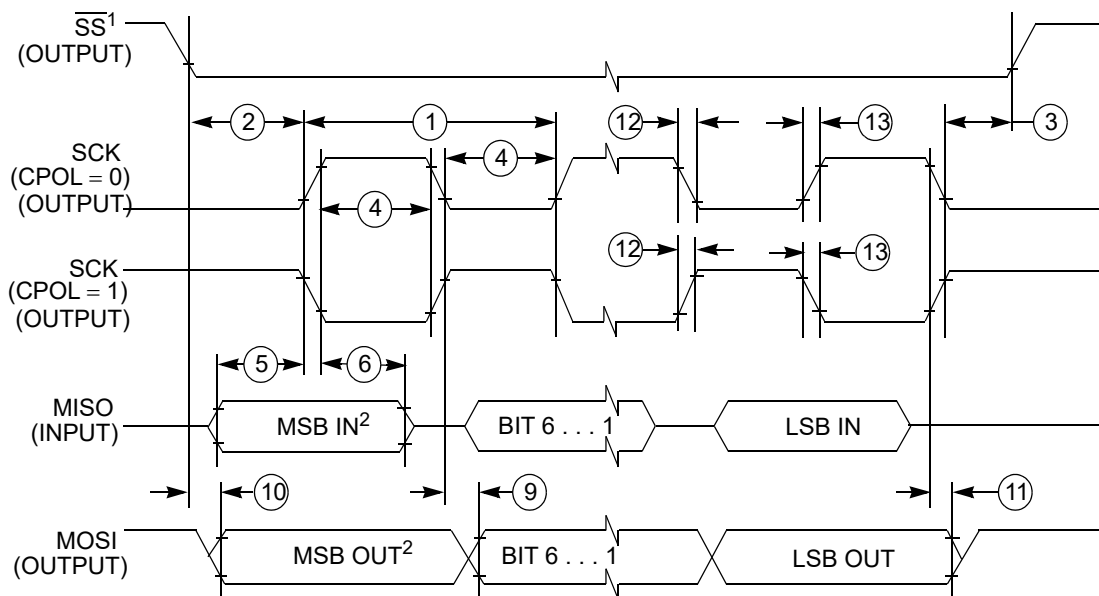 SS¹
(OUTPUT)
2
1
12
13
3
SCK
(CPOL = 0)
(OUTPUT)
4
4
SCK
(CPOL = 1)
(OUTPUT)
12
13
5
6
MISO
(INPUT)
MSB IN²
BIT 6 . . . 1
LSB IN
10
9
11
MOSI
(OUTPUT)
MSB OUT²
BIT 6 . . . 1
LSB OUT